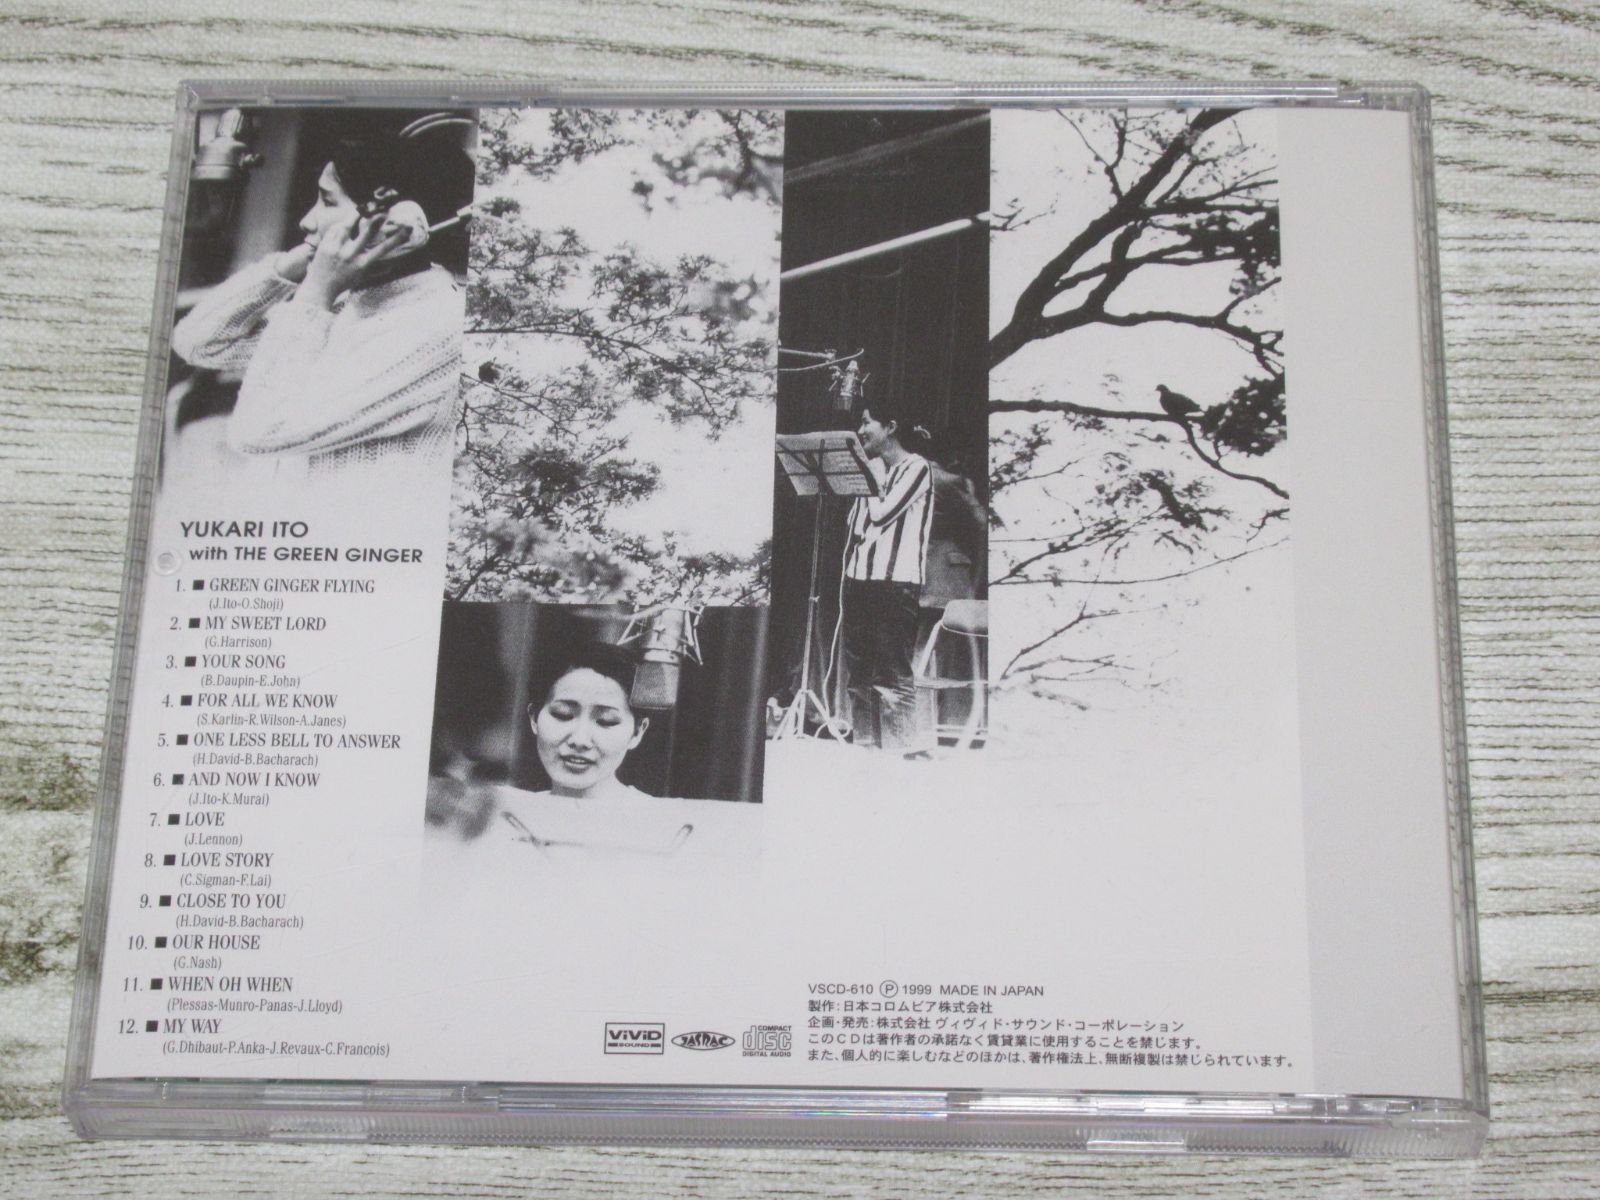 YUKARI ITO
with THE GREEN GINGER
1. ■ GREEN GINGER FLYING
(J.Ito-O.Shoji)
2. ■ MY SWEET LORD
(G.Harrison)
3. ■ YOUR SONG
(B.Daupin-E.John)
4. ■ FOR ALL WE KNOW
(S.Karlin-R.Wilson-A.Janes)
5. ■ ONE LESS BELL TO ANSWER
(H.David-B.Bacharach)
6. ■ AND NOW I KNOW
(J.Ito-K.Murai)
7. ■ LOVE
(J.Lennon)
8. ■ LOVE STORY
(C.Sigman-F.Lai)
9. ■ CLOSE TO YOU
(H.David-B.Bacharach)
10. ■ OUR HOUSE
(G.Nash)
11. ■ WHEN OH WHEN
(Plessas-Munro-Panas-J.Lloyd)
12. ■ MY WAY
(G.Dhibaut-P.Anka-J.Revaux-C.Francois)
ViViD
SOUND
JASRAC
COMPACT
disc
DIGITAL AUDIO
VSCD-610 Ⓟ 1999 MADE IN JAPAN
製作:日本コロムビア株式会社
企画・発売:株式会社 ヴィヴィド・サウンド・コーポレーション
このCDは著作者の承諾なく賃貸業に使用することを禁じます。
また、個人的に楽しむなどのほかは、著作権法上、無断複製は禁じられています。